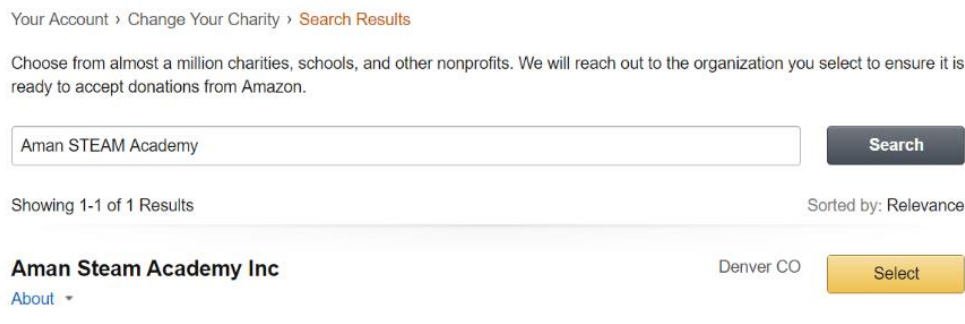 Your Account › Change Your Charity › Search Results
Choose from almost a million charities, schools, and other nonprofits. We will reach out to the organization you select to ensure it is
ready to accept donations from Amazon.
Aman STEAM Academy
Search
Showing 1-1 of 1 Results
Sorted by: Relevance
Aman Steam Academy Inc
Denver CO
Select
About